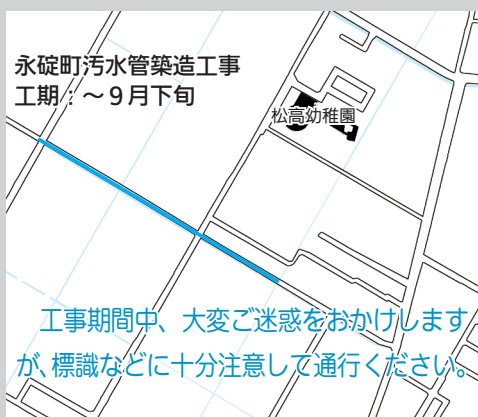 永碇町汚水管築造工事
工期：～９月下旬
松高幼稚園
工事期間中、大変ご迷惑をおかけします
が、標識などに十分注意して通行ください。